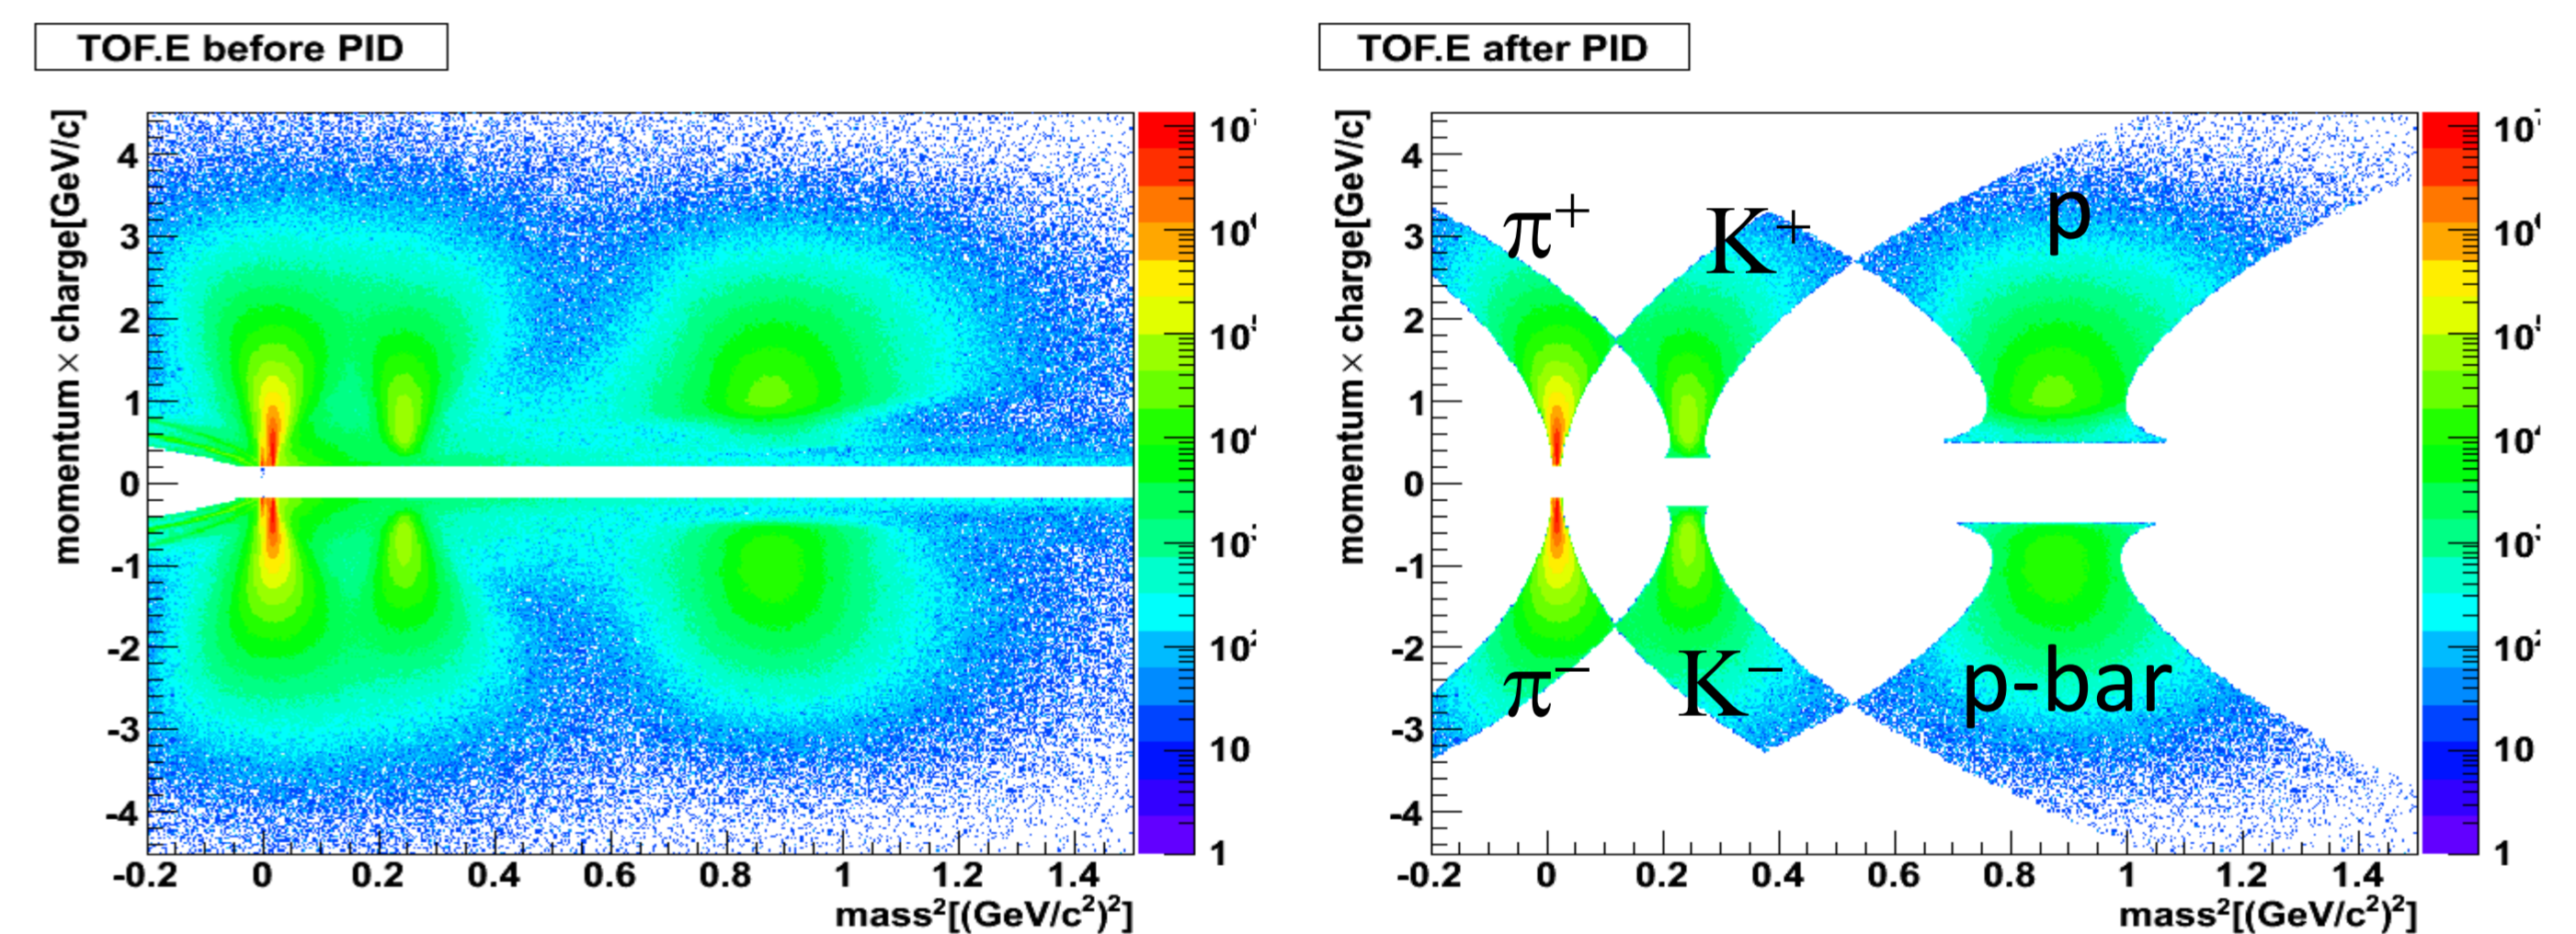 TOF.E before PID
momentum × charge[GeV/c]
4
3
2
1
0
-1
-2
-3
-4
-0.2 0 0.2 0.4 0.6 0.8 1 1.2 1.4
mass²[(GeV/c²)²]
10
1
TOF.E after PID
momentum × charge[GeV/c]
4
3
2
1
0
-1
-2
-3
-4
π⁺ K⁺ p
π⁻ K⁻ p-bar
-0.2 0 0.2 0.4 0.6 0.8 1 1.2 1.4
mass²[(GeV/c²)²]
10
1